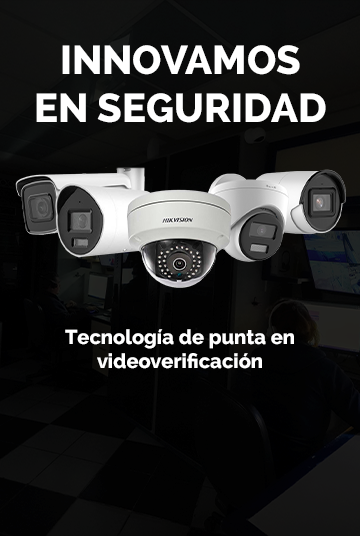 INNOVAMOS
EN SEGURIDAD
HIKVISION
Tecnología de punta en
videoverificación